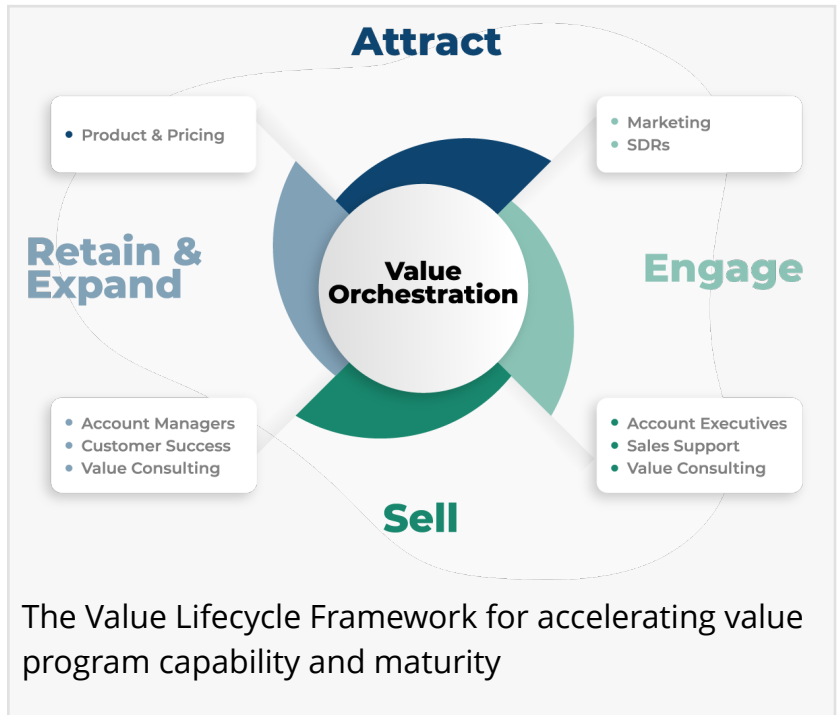 Attract
Product & Pricing
Marketing
SDRs
Retain &
Expand
Value
Orchestration
Engage
Account Managers
Customer Success
Value Consulting
Account Executives
Sales Support
Value Consulting
Sell
The Value Lifecycle Framework for accelerating value
program capability and maturity